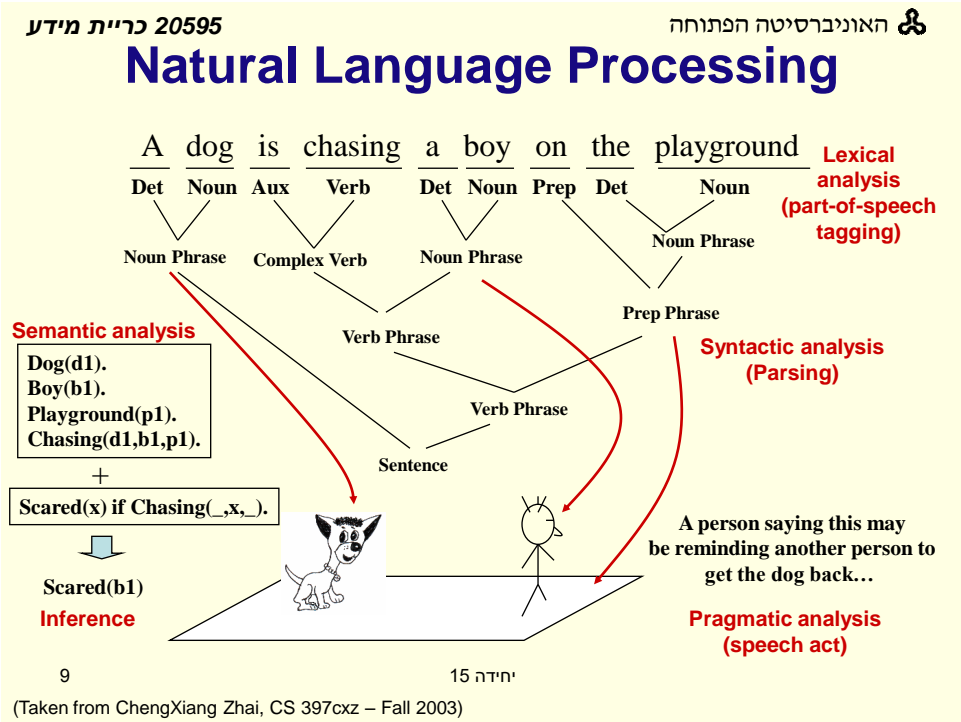 20595 כריית מידע
האוניברסיטה הפתוחה
Natural Language Processing
A dog is chasing a boy on the playground
Det Noun Aux Verb Det Noun Prep Det Noun
Lexical
analysis
(part-of-speech
tagging)
Noun Phrase
Complex Verb
Noun Phrase
Noun Phrase
Prep Phrase
Verb Phrase
Syntactic analysis
(Parsing)
Verb Phrase
Sentence
Semantic analysis
Dog(d1).
Boy(b1).
Playground(p1).
Chasing(d1,b1,p1).
+
Scared(x) if Chasing(_,x,_).
Scared(b1)
Inference
A person saying this may
be reminding another person to
get the dog back…
Pragmatic analysis
(speech act)
9
יחידה 15
(Taken from ChengXiang Zhai, CS 397cxz – Fall 2003)